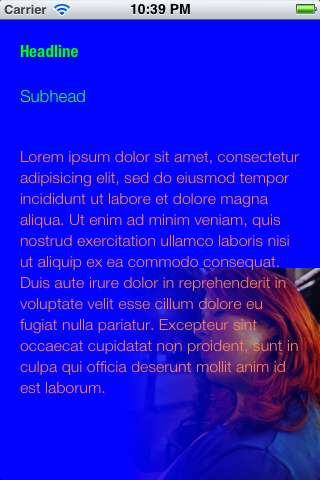 Carrier 10:39 PM
Headline
Subhead
Lorem ipsum dolor sit amet, consectetur
adipisicing elit, sed do eiusmod tempor
incididunt ut labore et dolore magna
aliqua. Ut enim ad minim veniam, quis
nostrud exercitation ullamco laboris nisi
ut aliquip ex ea commodo consequat.
Duis aute irure dolor in reprehenderit in
voluptate velit esse cillum dolore eu
fugiat nulla pariatur. Excepteur sint
occaecat cupidatat non proident, sunt in
culpa qui officia deserunt mollit anim id
est laborum.